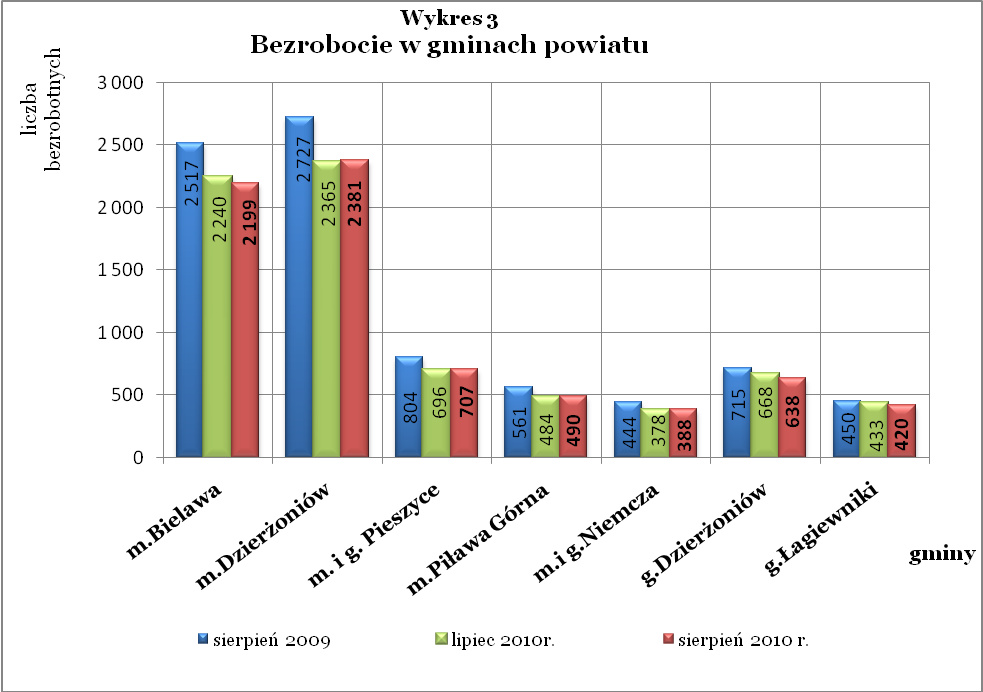 Wykres 3
Bezrobocie w gminach powiatu
liczba
bezrobotnych
3 000
2 500
2 000
1 500
1 000
500
0
2 517
2 240
2 199
2 727
2 365
2 381
804
696
707
561
484
490
444
378
388
715
668
638
450
433
420
m.Bielawa
m.Dzierżoniów
m. i g. Pieszyce
m.Piława Górna
m.i g.Niemcza
g.Dzierżoniów
g.Łagiewniki
gminy
sierpień 2009
lipiec 2010r.
sierpień 2010 r.